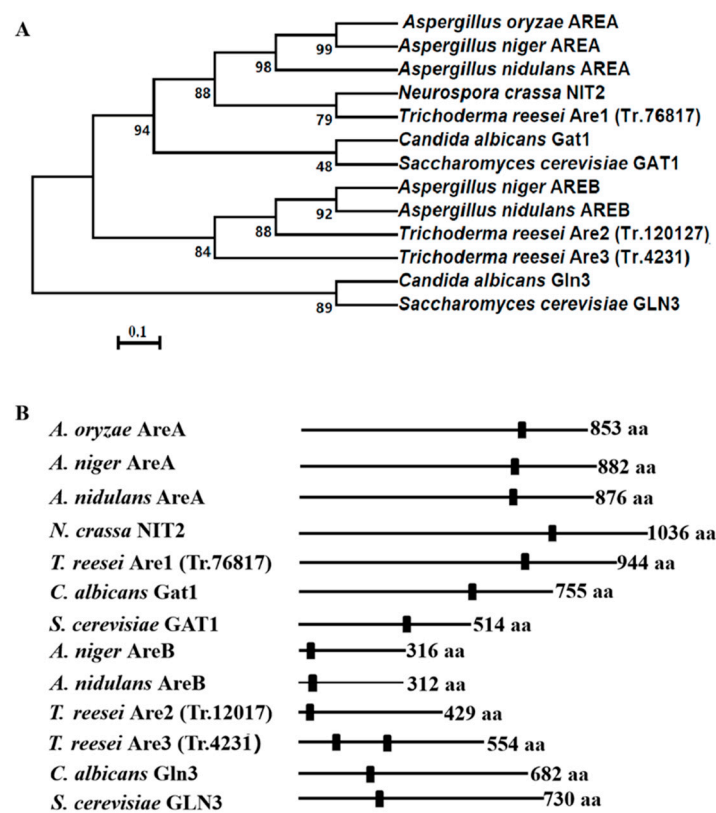 A
Aspergillus oryzae AREA
99
Aspergillus niger AREA
98
Aspergillus nidulans AREA
88
Neurospora crassa NIT2
79
Trichoderma reesei Are1 (Tr.76817)
94
Candida albicans Gat1
48
Saccharomyces cerevisiae GAT1
Aspergillus niger AREB
92
Aspergillus nidulans AREB
88
Trichoderma reesei Are2 (Tr.120127)
84
Trichoderma reesei Are3 (Tr.4231)
Candida albicans Gln3
89
Saccharomyces cerevisiae GLN3
0.1
B
A. oryzae AreA 853 aa
A. niger AreA 882 aa
A. nidulans AreA 876 aa
N. crassa NIT2 1036 aa
T. reesei Are1 (Tr.76817) 944 aa
C. albicans Gat1 755 aa
S. cerevisiae GAT1 514 aa
A. niger AreB 316 aa
A. nidulans AreB 312 aa
T. reesei Are2 (Tr.12017) 429 aa
T. reesei Are3 (Tr.4231) 554 aa
C. albicans Gln3 682 aa
S. cerevisiae GLN3 730 aa